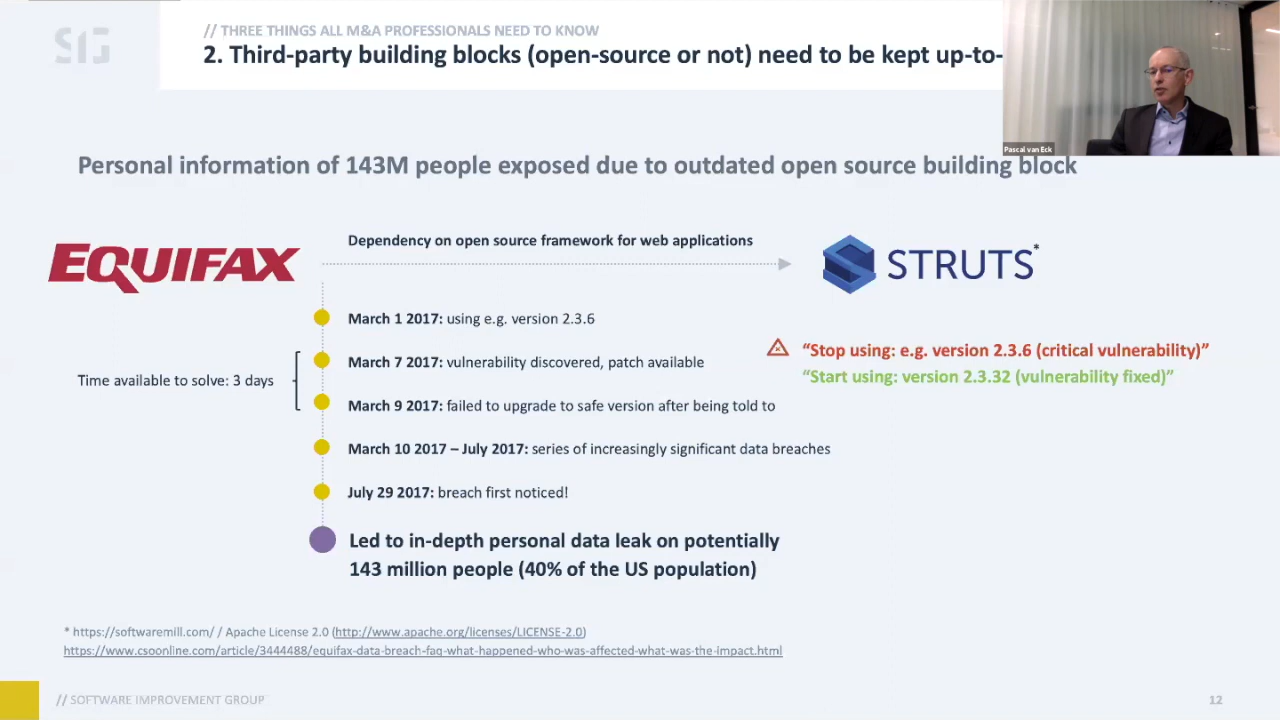 SIG
// THREE THINGS ALL M&A PROFESSIONALS NEED TO KNOW
2. Third-party building blocks (open-source or not) need to be kept up-to-
Pascal van Eck
Personal information of 143M people exposed due to outdated open source building block
EQUIFAX
Dependency on open source framework for web applications
STRUTS*
March 1 2017: using e.g. version 2.3.6
March 7 2017: vulnerability discovered, patch available
Time available to solve: 3 days
March 9 2017: failed to upgrade to safe version after being told to
March 10 2017 – July 2017: series of increasingly significant data breaches
July 29 2017: breach first noticed!
“Stop using: e.g. version 2.3.6 (critical vulnerability)”
“Start using: version 2.3.32 (vulnerability fixed)”
Led to in-depth personal data leak on potentially
143 million people (40% of the US population)
* https://softwaremill.com/ / Apache License 2.0 (http://www.apache.org/licenses/LICENSE-2.0)
https://www.csoonline.com/article/3444488/equifax-data-breach-faq-what-happened-who-was-affected-what-was-the-impact.html
// SOFTWARE IMPROVEMENT GROUP
12